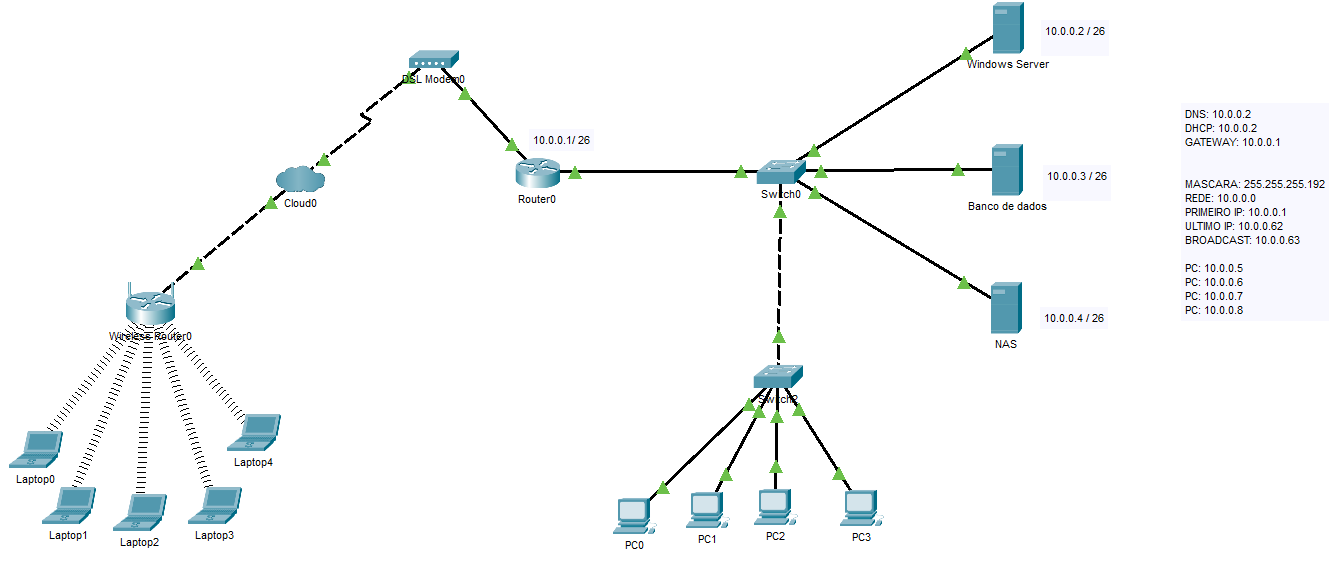 10.0.0.2 / 26
Windows Server
DSL Modem0
DNS: 10.0.0.2
DHCP: 10.0.0.2
GATEWAY: 10.0.0.1
10.0.0.1/ 26
10.0.0.3 / 26
MASCARA: 255.255.255.192
REDE: 10.0.0.0
PRIMEIRO IP: 10.0.0.1
ULTIMO IP: 10.0.0.62
BROADCAST: 10.0.0.63
Cloud0
Router0
Switch0
Banco de dados
PC: 10.0.0.5
PC: 10.0.0.6
PC: 10.0.0.7
PC: 10.0.0.8
10.0.0.4 / 26
NAS
Wireless Router0
Switch2
Laptop0
Laptop4
Laptop1
Laptop2
Laptop3
PC0
PC1
PC2
PC3